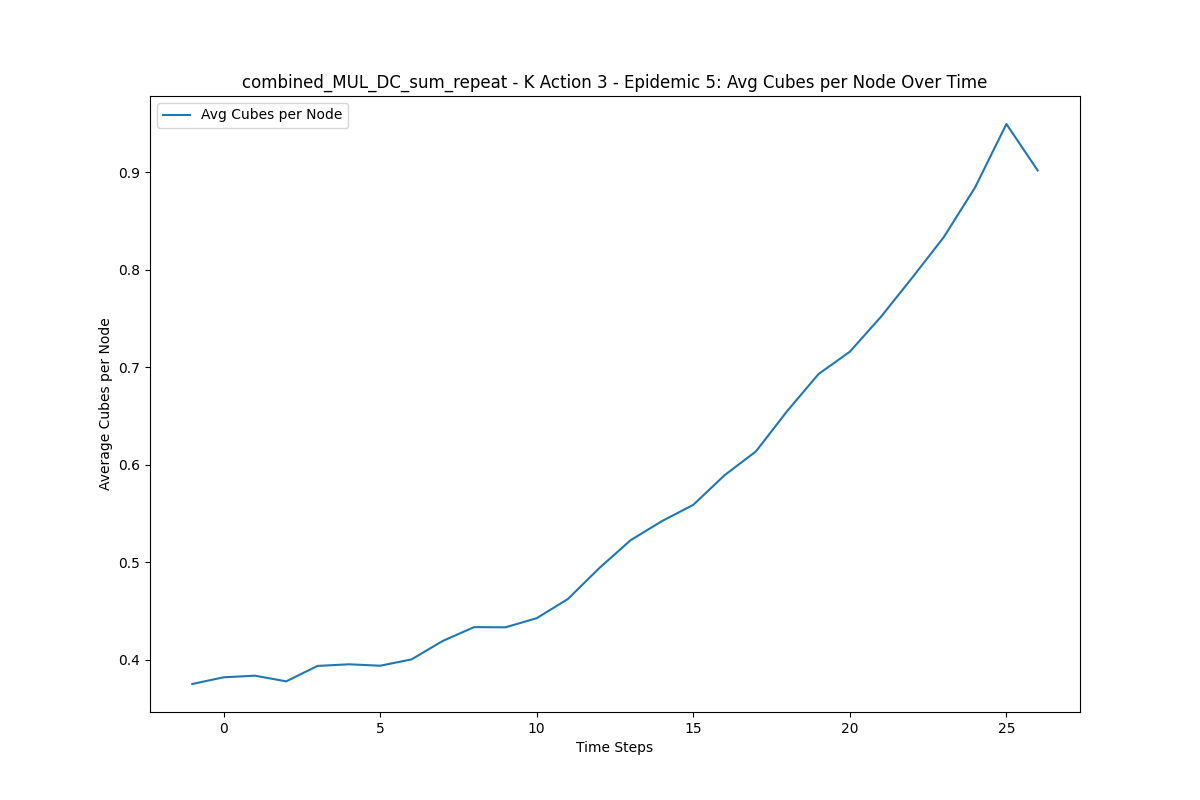 combined_MUL_DC_sum_repeat - K Action 3 - Epidemic 5: Avg Cubes per Node Over Time
Avg Cubes per Node
Average Cubes per Node
0.9
0.8
0.7
0.6
0.5
0.4
0 5 10 15 20 25
Time Steps